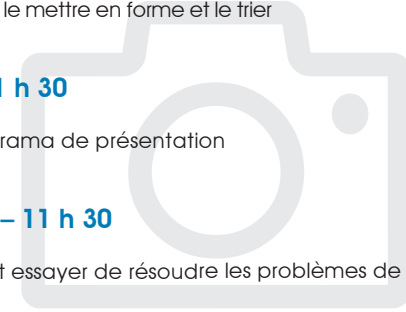 le mettre en forme et le trier
h 30
rama de présentation
– 11 h 30
essayer de résoudre les problèmes de